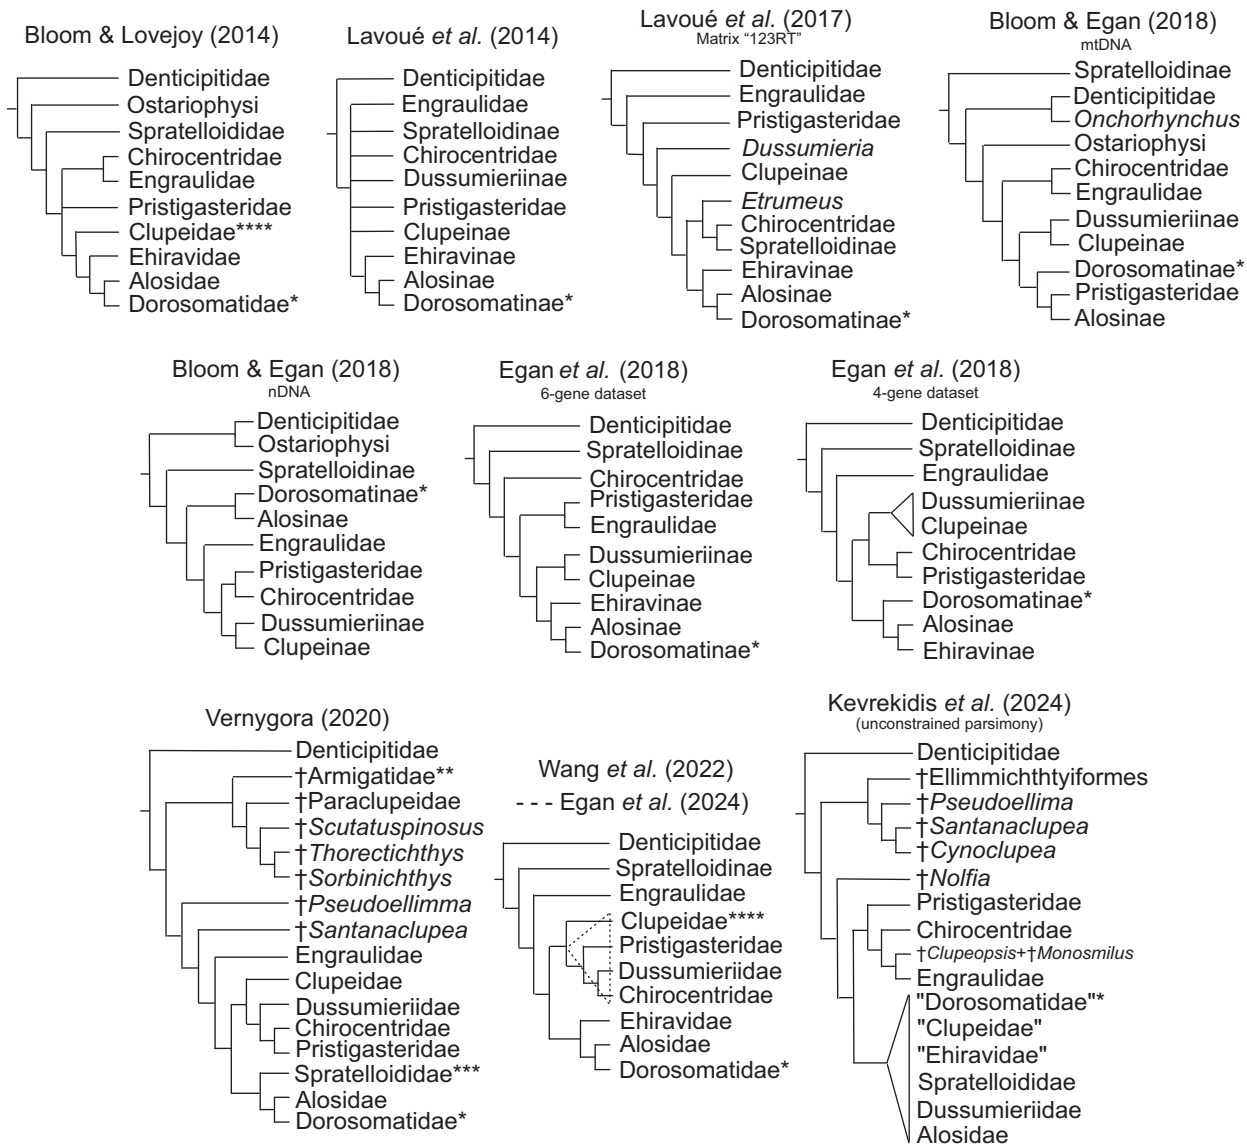 Bloom & Lovejoy (2014)
Denticipitidae
Ostariophysi
Spratelloididae
Chirocentridae
Engraulidae
Pristigasteridae
Clupeidae****
Ehiravidae
Alosidae
Dorosomatidae*
Lavoué et al. (2014)
Denticipitidae
Engraulidae
Spratelloidinae
Chirocentridae
Dussumieriinae
Pristigasteridae
Clupeinae
Ehiravinae
Alosinae
Dorosomatinae*
Lavoué et al. (2017)
Matrix “123RT”
Denticipitidae
Engraulidae
Pristigasteridae
Dussumieria
Clupeinae
Etrumeus
Chirocentridae
Spratelloidinae
Ehiravinae
Alosinae
Dorosomatinae*
Bloom & Egan (2018)
mtDNA
Spratelloidinae
Denticipitidae
Onchorhynchus
Ostariophysi
Chirocentridae
Engraulidae
Dussumieriinae
Clupeinae
Dorosomatinae*
Pristigasteridae
Alosinae
Bloom & Egan (2018)
nDNA
Denticipitidae
Ostariophysi
Spratelloidinae
Dorosomatinae*
Alosinae
Engraulidae
Pristigasteridae
Chirocentridae
Dussumieriinae
Clupeinae
Egan et al. (2018)
6-gene dataset
Denticipitidae
Spratelloidinae
Chirocentridae
Pristigasteridae
Engraulidae
Dussumieriinae
Clupeinae
Ehiravinae
Alosinae
Dorosomatinae*
Egan et al. (2018)
4-gene dataset
Denticipitidae
Spratelloidinae
Engraulidae
Dussumieriinae
Clupeinae
Chirocentridae
Pristigasteridae
Dorosomatinae*
Alosinae
Ehiravinae
Vernygora (2020)
Denticipitidae
†Armigatidae**
†Paraclupeidae
†Scutatuspinosus
†Thorectichthys
†Sorbinichthys
†Pseudoellimma
†Santanaclupea
Engraulidae
Clupeidae
Dussumieriidae
Chirocentridae
Pristigasteridae
Spratelloididae***
Alosidae
Dorosomatidae*
Wang et al. (2022)
--- Egan et al. (2024)
Denticipitidae
Spratelloidinae
Engraulidae
Clupeidae****
Pristigasteridae
Dussumieriidae
Chirocentridae
Ehiravidae
Alosidae
Dorosomatidae*
Kevrekidis et al. (2024)
(unconstrained parsimony)
Denticipitidae
†Ellimmichthtyiformes
†Pseudoellima
†Santanaclupea
†Cynoclupea
†Nolfia
Pristigasteridae
Chirocentridae
†Clupeopsis+†Monosmilus
Engraulidae
"Dorosomatidae"*
"Clupeidae"
"Ehiravidae"
Spratelloididae
Dussumieriidae
Alosidae